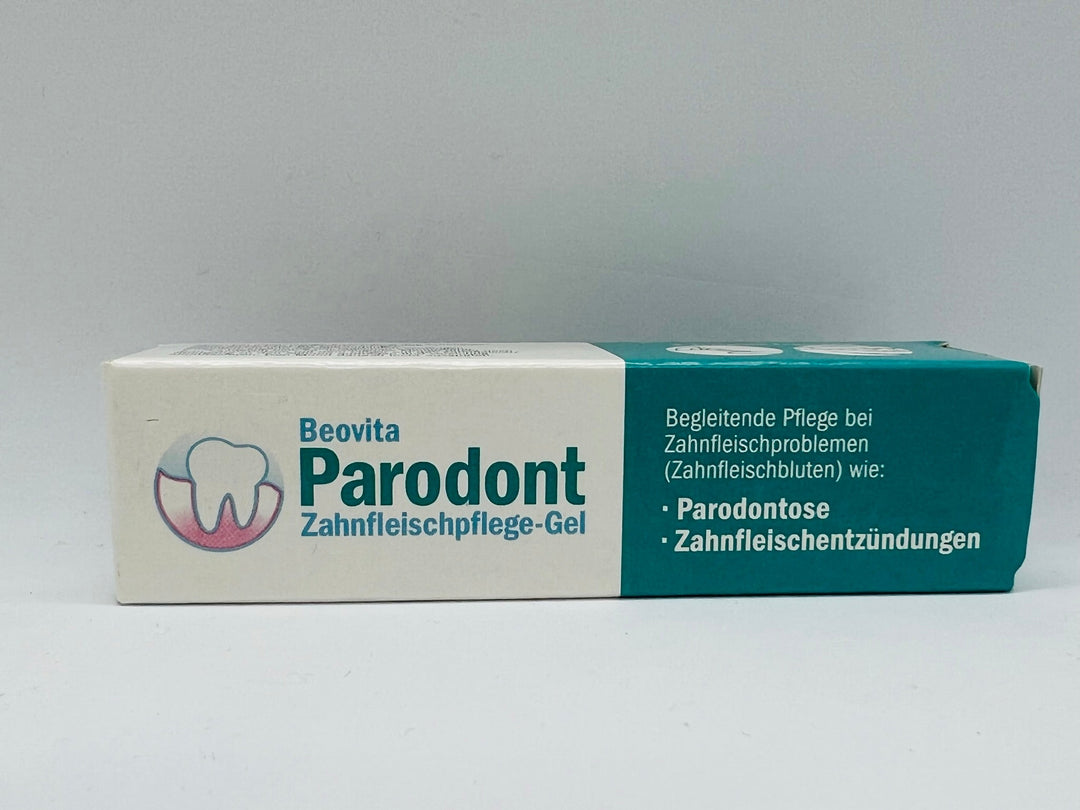 Beovita
Parodont
Zahnfleischpflege-Gel
Begleitende Pflege bei
Zahnfleischproblemen
(Zahnfleischbluten) wie:
· Parodontose
· Zahnfleischentzündungen